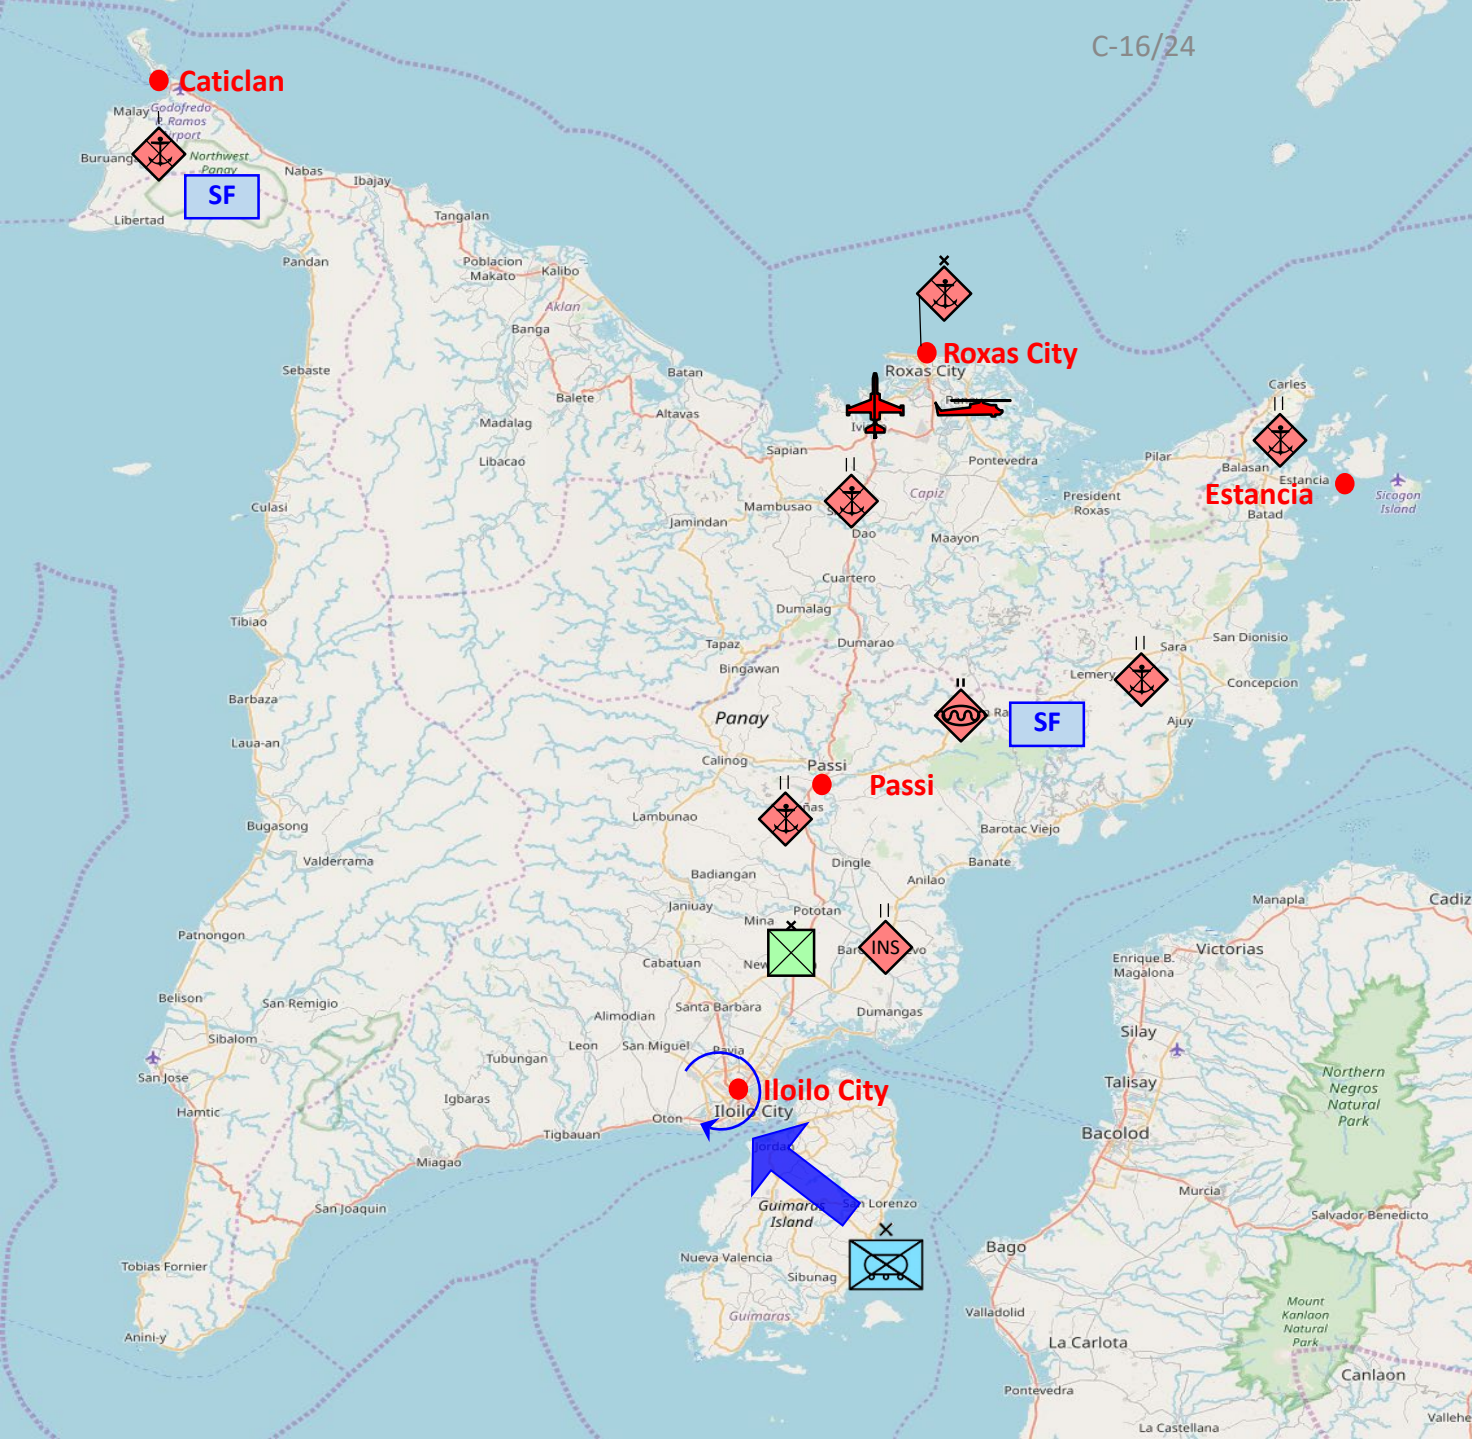 C-16/24
Caticlan
Malay
Godofredo
P. Ramos
Airport
Buruanga
Northwest
Panay
Nabas
Ibajay
SF
Libertad
Tangalan
Pandan
Poblacion
Makato
Kalibo
Aklan
Banga
Roxas City
Roxas City
Sebaste
Batan
Balete
Altavas
Carles
Panay
Madalag
Sapian
Libacao
Pontevedra
Pilar
Balasan
Estancia
Estancia
Sicogon
Island
Capiz
President
Roxas
Culasi
Mambusao
Batad
Jamindan
Dao
Maayon
Cuartero
Dumalag
Tibiao
Tapaz
Dumarao
San Dionisio
Sara
Bingawan
Lemery
Concepcion
Barbaza
Panay
SF
Ajuy
Laua-an
Calinog
Passi
Passi
Lambunao
Bugasong
Barotac Viejo
Valderrama
Dingle
Banate
Badiangan
Anilao
Janiuay
Pototan
Mina
Manapla
Cadiz
Patnongon
INS
Victorias
Cabatuan
Enrique B.
Magalona
Belison
San Remigio
Santa Barbara
Dumangas
Alimodian
Silay
Sibalom
Leon
San Miguel
Pavia
Tubungan
San Jose
Talisay
Northern
Negros
Natural
Park
Iloilo City
Igbaras
Iloilo City
Hamtic
Oton
Tigbauan
Bacolod
Jordan
Miagao
Murcia
San Joaquin
Guimaras
Island
San Lorenzo
Salvador Benedicto
Bago
Nueva Valencia
Tobias Fornier
Sibunag
Mount
Kanlaon
Natural
Park
Guimaras
Valladolid
Anini-y
La Carlota
Canlaon
Pontevedra
La Castellana